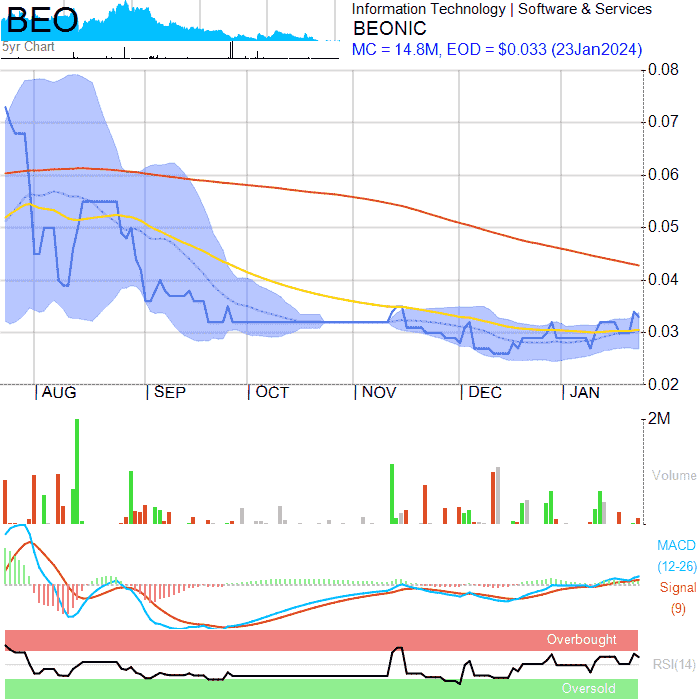 BEO
5yr Chart
Information Technology | Software & Services
BEONIC
MC = 14.8M, EOD = $0.033 (23Jan2024)
0.08
0.07
0.06
0.05
0.04
0.03
0.02
AUG SEP OCT NOV DEC JAN
2M
Volume
MACD
(12-26)
Signal
(9)
Overbought
RSI(14)
Oversold